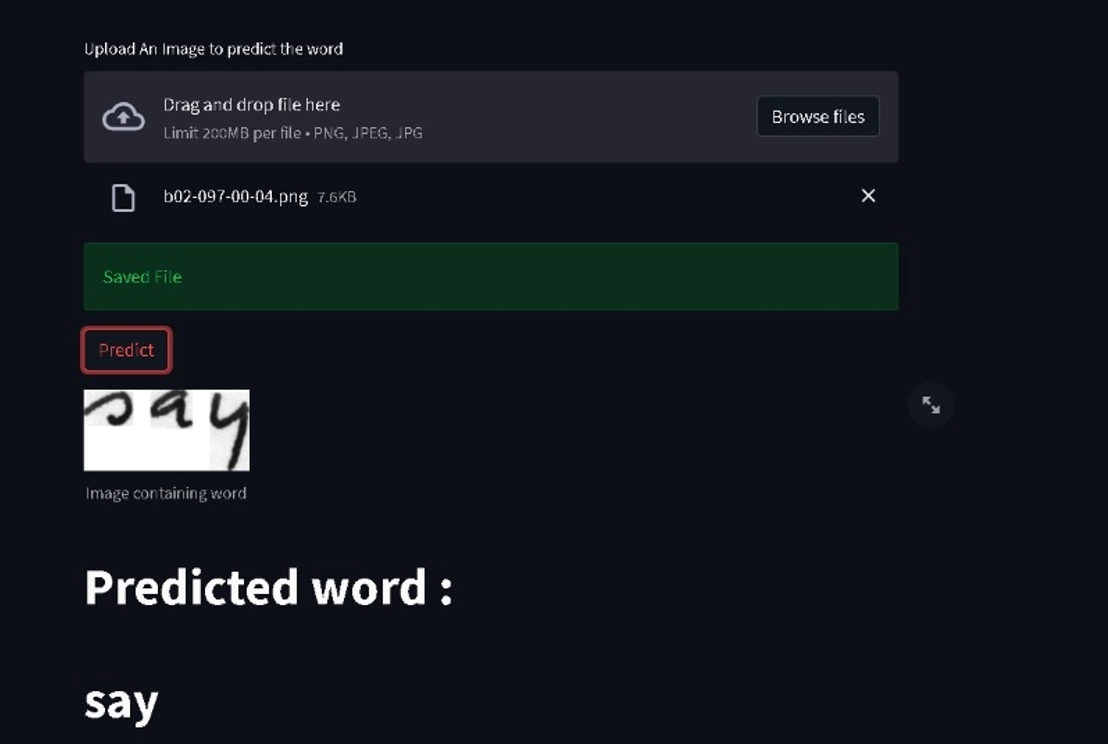 Upload An Image to predict the word
Drag and drop file here
Limit 200MB per file • PNG, JPEG, JPG
Browse files
b02-097-00-04.png 7.6KB
Saved File
Predict
say
Image containing word
Predicted word :
say